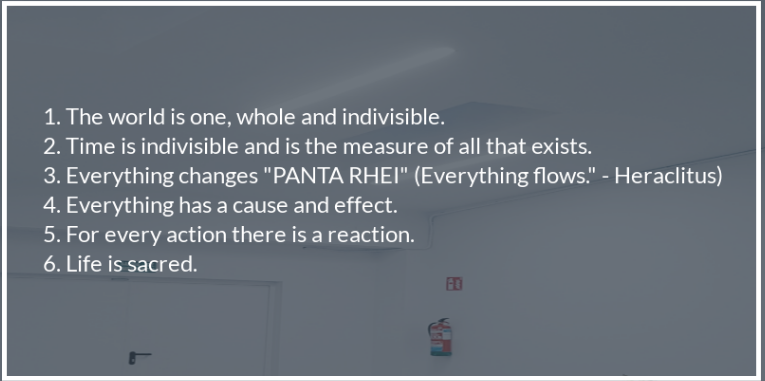 1. The world is one, whole and indivisible.
2. Time is indivisible and is the measure of all that exists.
3. Everything changes "PANTA RHEI" (Everything flows." - Heraclitus)
4. Everything has a cause and effect.
5. For every action there is a reaction.
6. Life is sacred.